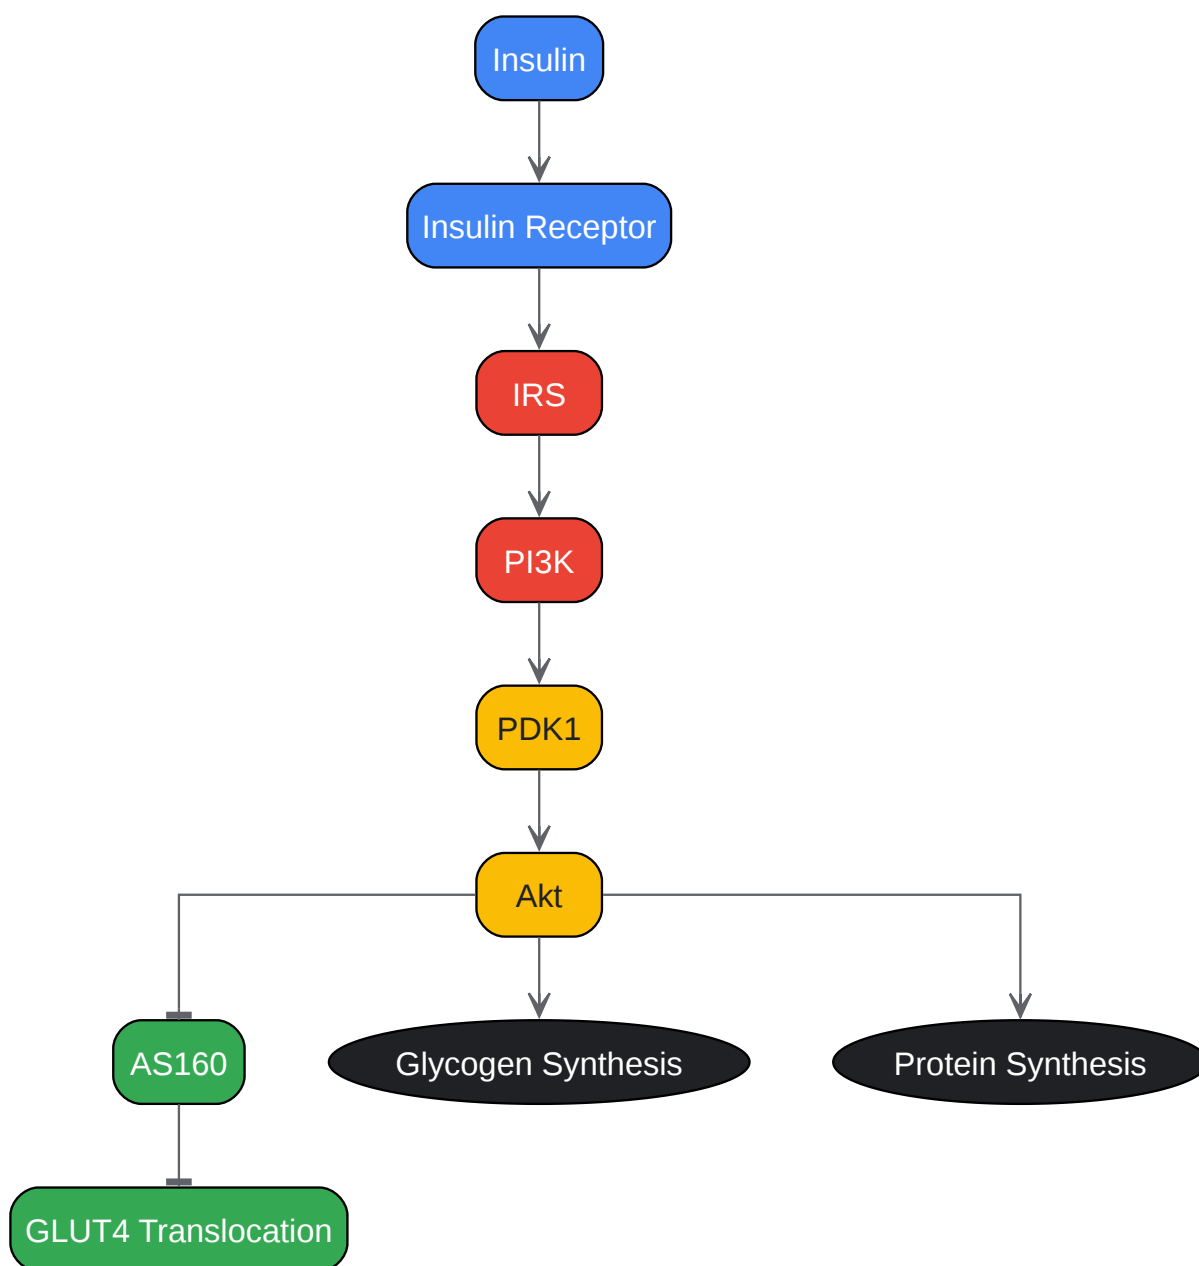 Insulin
Insulin Receptor
IRS
PI3K
PDK1
Akt
AS160
Glycogen Synthesis
Protein Synthesis
GLUT4 Translocation